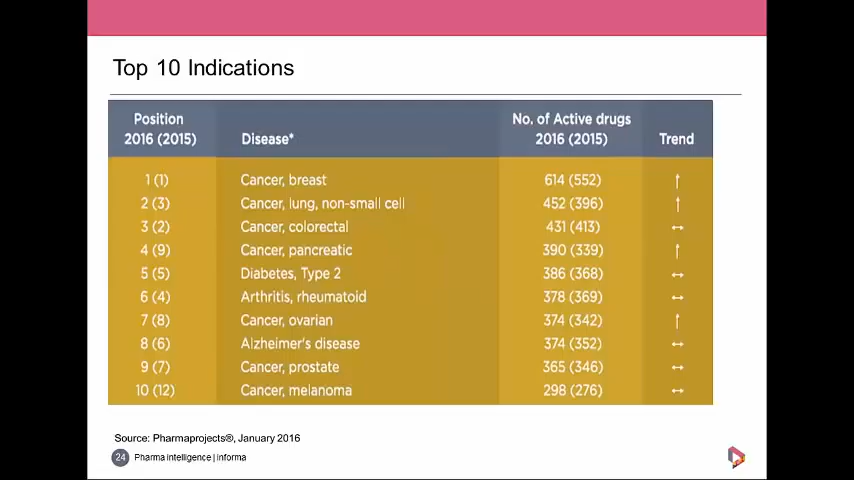 Top 10 Indications
Position No. of Active drugs
2016 (2015) Disease* 2016 (2015) Trend
1 (1) Cancer, breast 614 (552) ↑
2 (3) Cancer, lung, non-small cell 452 (396) ↑
3 (2) Cancer, colorectal 431 (413) ↔
4 (9) Cancer, pancreatic 390 (339) ↑
5 (5) Diabetes, Type 2 386 (368) ↔
6 (4) Arthritis, rheumatoid 378 (369) ↔
7 (8) Cancer, ovarian 374 (342) ↑
8 (6) Alzheimer's disease 374 (352) ↔
9 (7) Cancer, prostate 365 (346) ↔
10 (12) Cancer, melanoma 298 (276) ↔
Source: Pharmaprojects®, January 2016
24 Pharma intelligence | informa